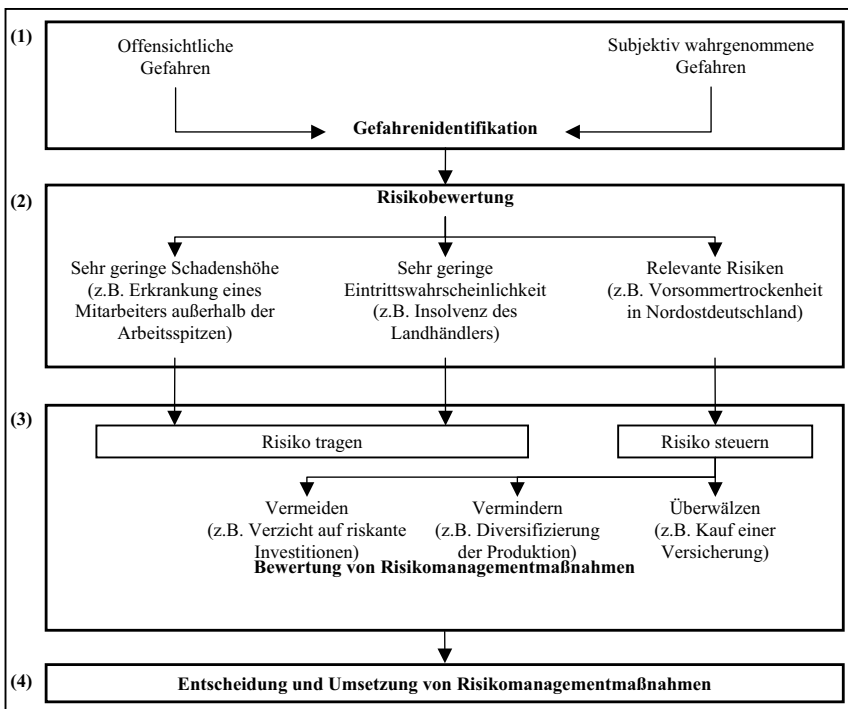 (1)
Offensichtliche
Gefahren
Subjektiv wahrgenommene
Gefahren
Gefahrenidentifikation
(2)
Risikobewertung
Sehr geringe Schadenshöhe
(z.B. Erkrankung eines
Mitarbeiters außerhalb der
Arbeitsspitzen)
Sehr geringe
Eintrittswahrscheinlichkeit
(z.B. Insolvenz des
Landhändlers)
Relevante Risiken
(z.B. Vorsommertrockenheit
in Nordostdeutschland)
(3)
Risiko tragen
Risiko steuern
Vermeiden
(z.B. Verzicht auf riskante
Investitionen)
Vermindern
(z.B. Diversifizierung
der Produktion)
Überwälzen
(z.B. Kauf einer
Versicherung)
Bewertung von Risikomanagementmaßnahmen
(4)
Entscheidung und Umsetzung von Risikomanagementmaßnahmen